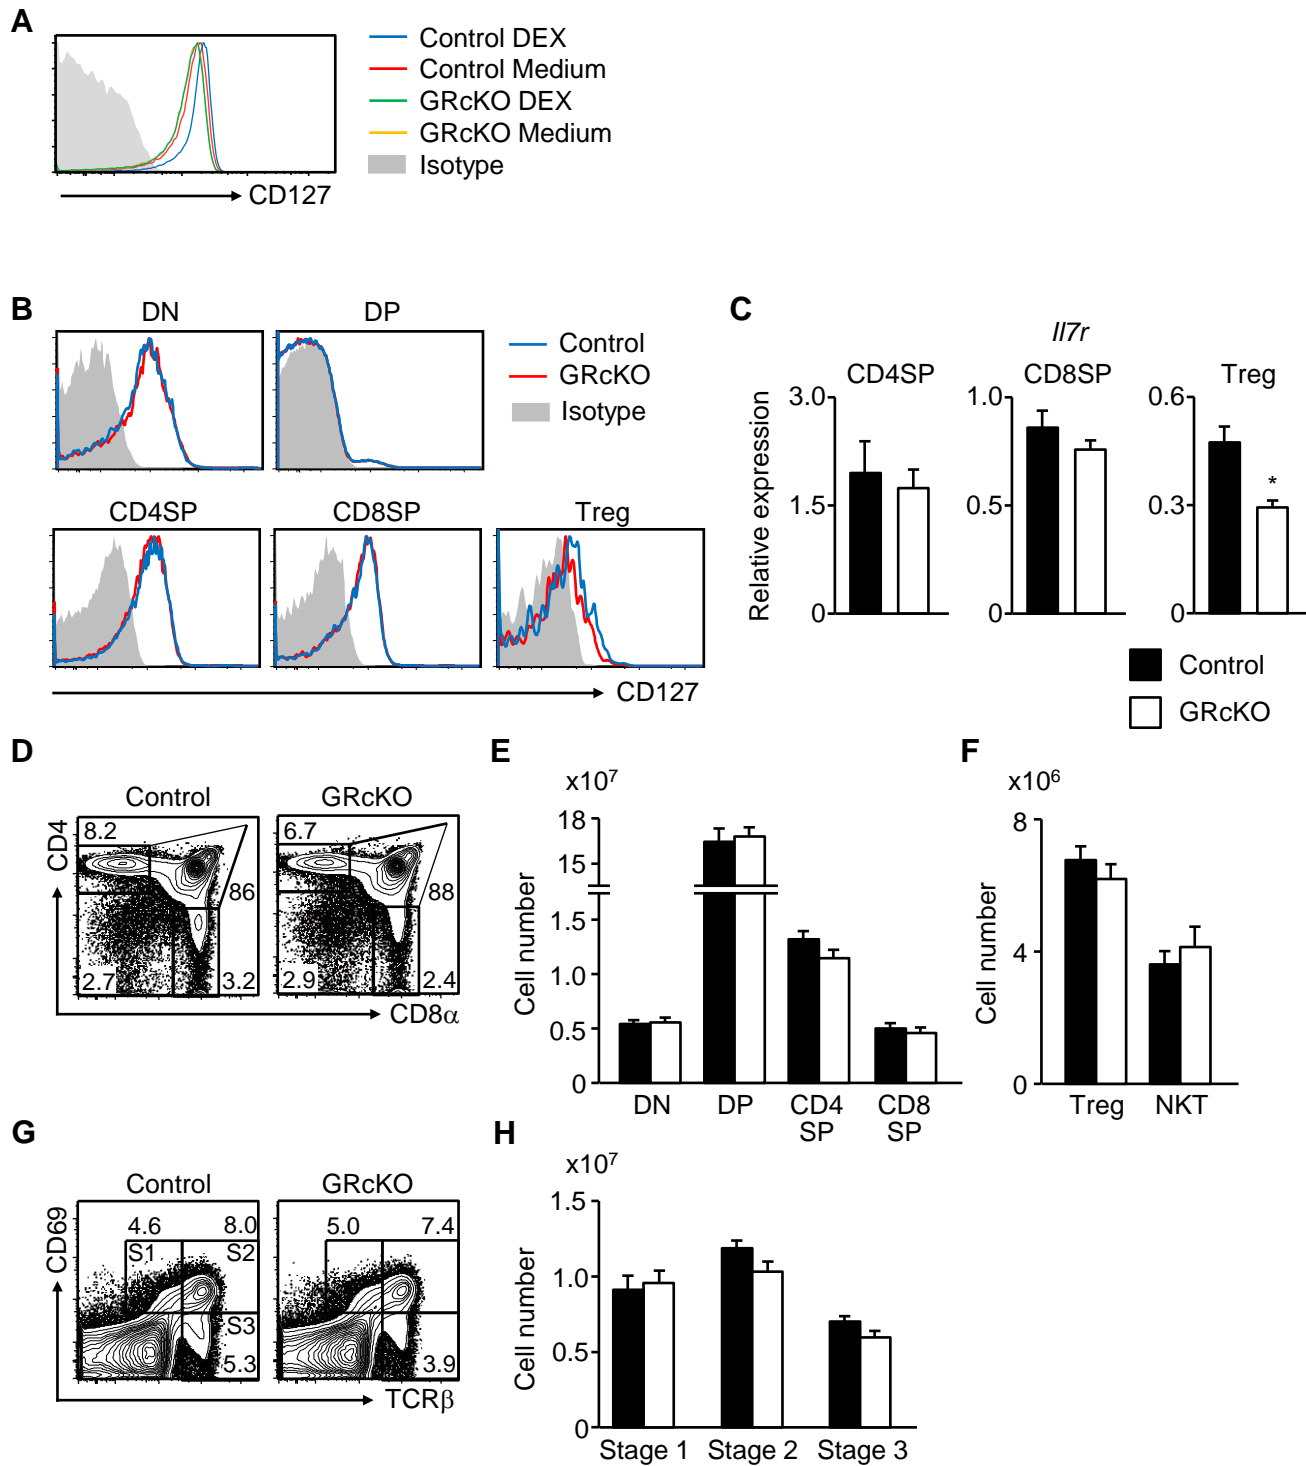 A
Control DEX
Control Medium
GRcKO DEX
GRcKO Medium
Isotype
CD127
B
DN
DP
Control
GRcKO
Isotype
CD4SP
CD8SP
Treg
CD127
C
Il7r
CD4SP
CD8SP
Treg
Relative expression
3.0
1.5
0
1.0
0.5
0
0.6
0.3
0
*
Control
GRcKO
D
Control
GRcKO
CD4
8.2
86
2.7
3.2
6.7
88
2.9
2.4
CD8α
E
x10⁷
Cell number
18
15
1.5
1.0
0.5
0
DN
DP
CD4
SP
CD8
SP
F
x10⁶
Cell number
8
4
0
Treg
NKT
G
Control
GRcKO
CD69
4.6
8.0
S1
S2
S3
5.3
5.0
7.4
3.9
TCRβ
H
x10⁷
Cell number
1.5
1.0
0.5
0
Stage 1
Stage 2
Stage 3